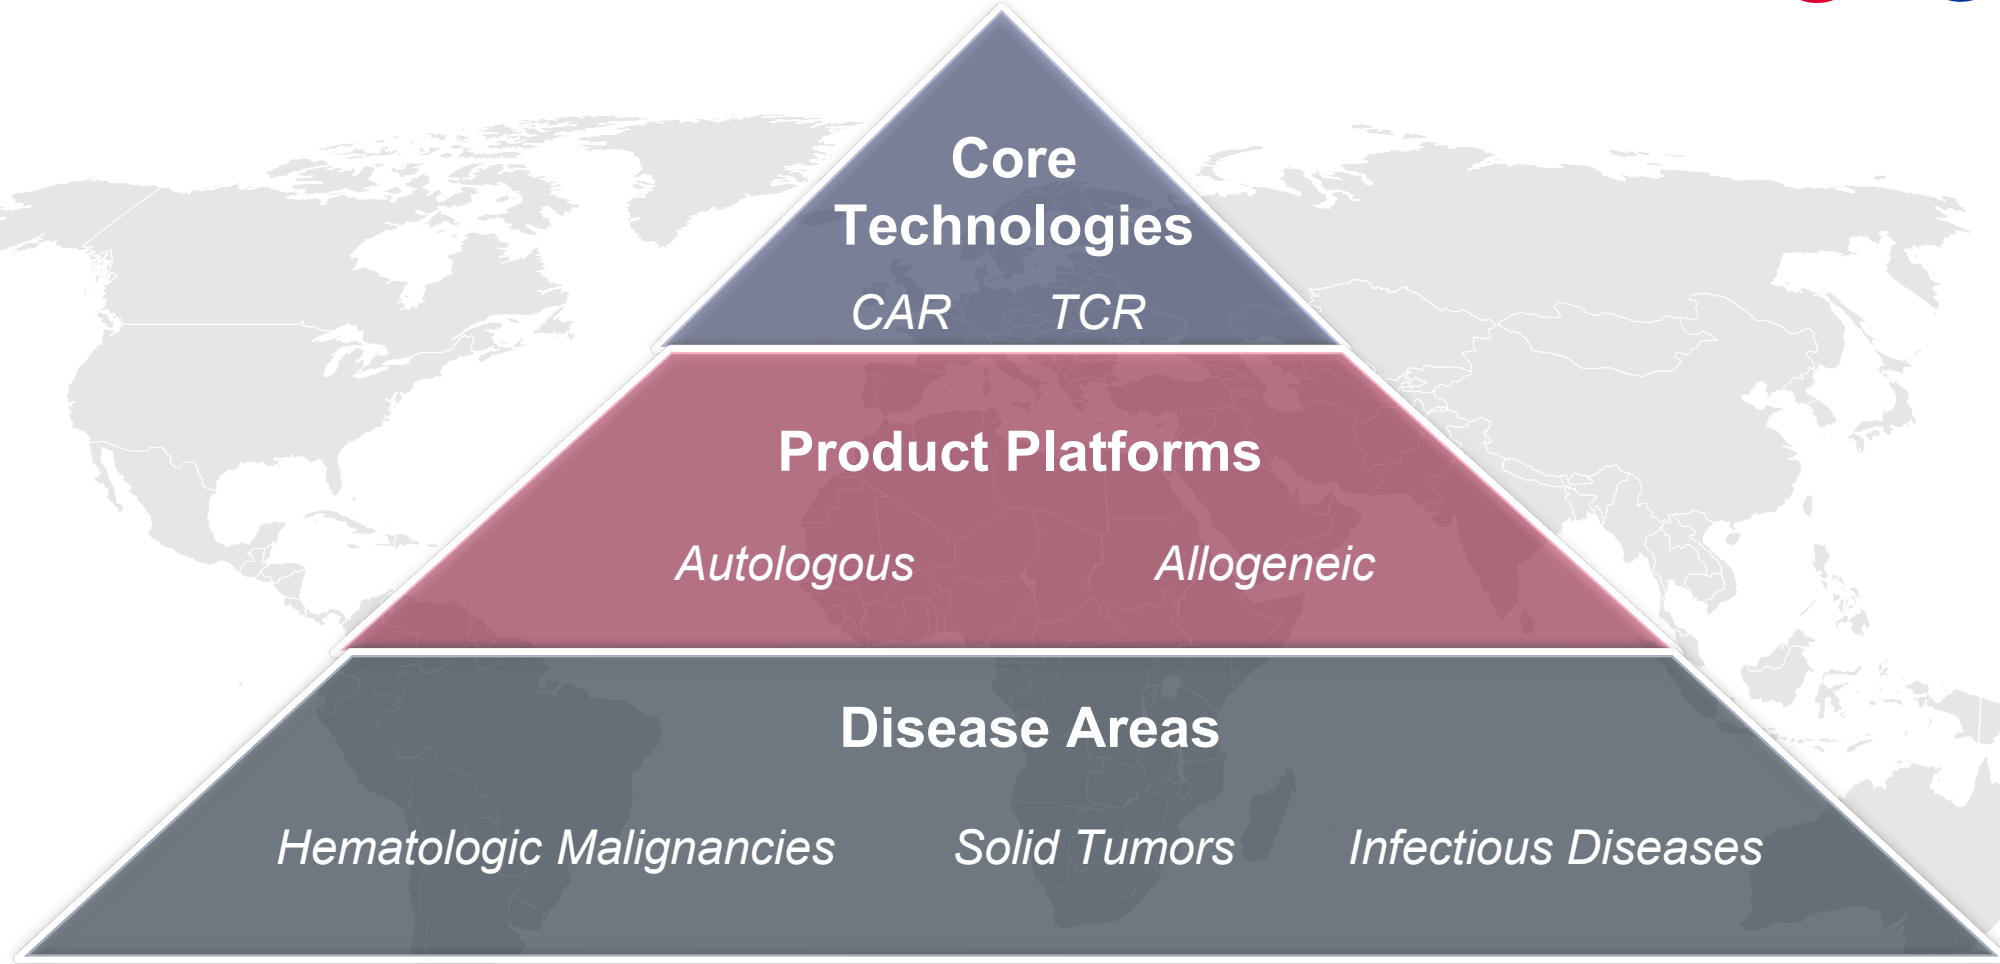 Core
Technologies
CAR TCR
Product Platforms
Autologous Allogeneic
Disease Areas
Hematologic Malignancies Solid Tumors Infectious Diseases